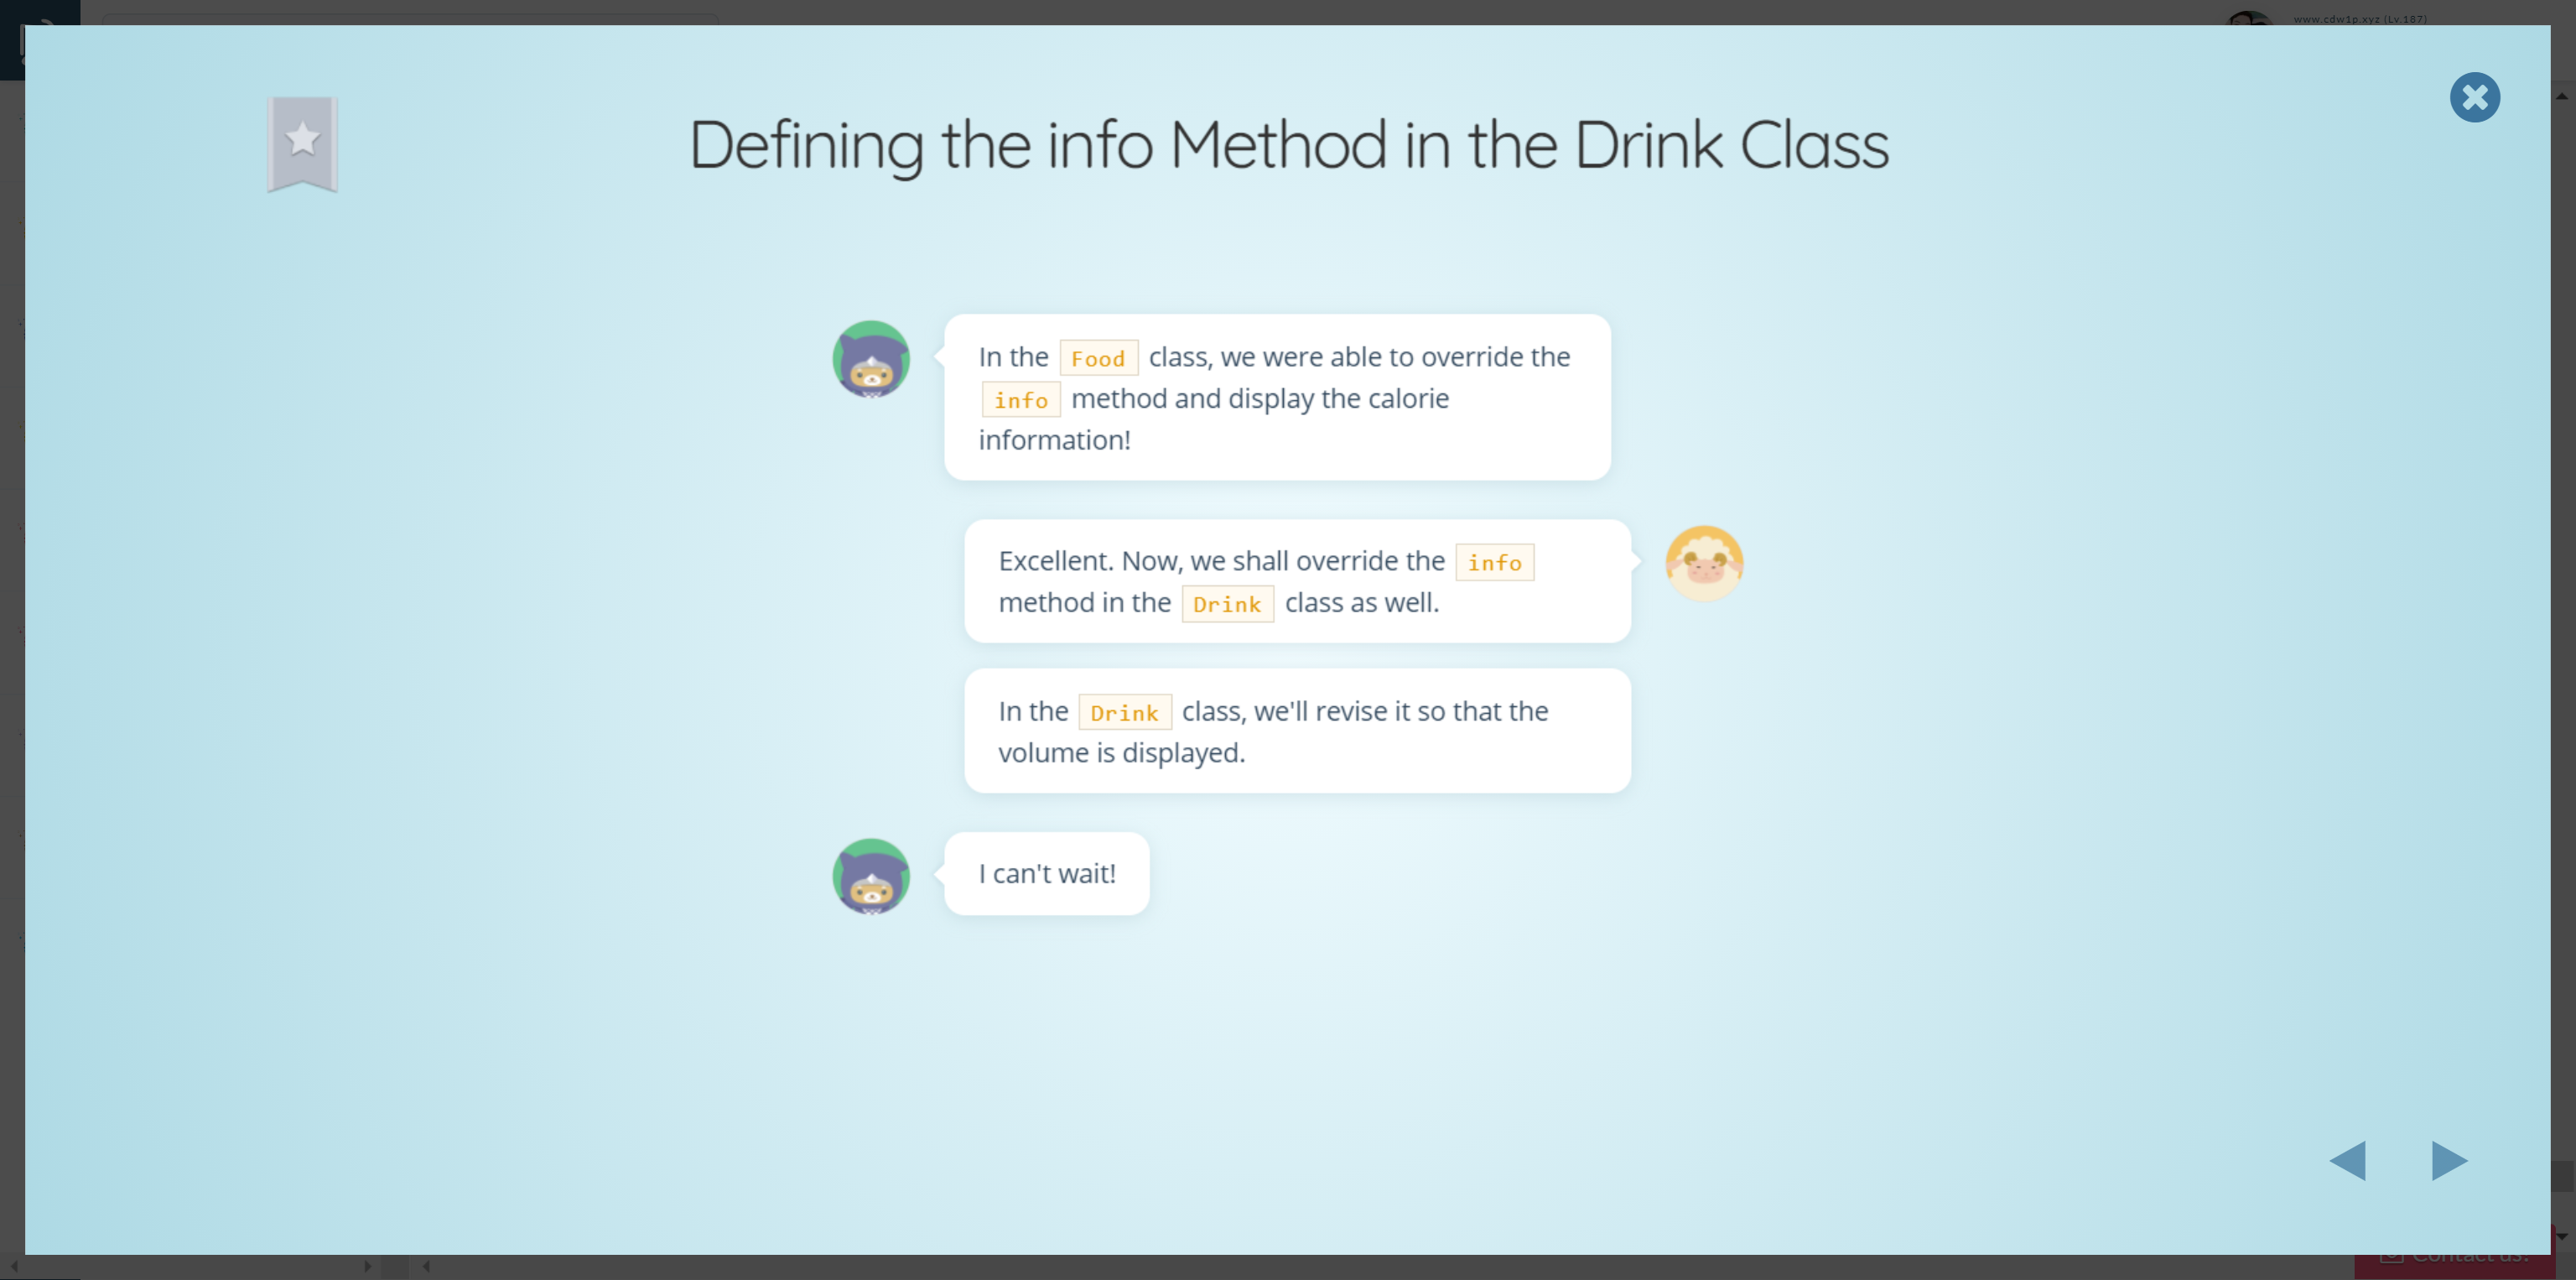 www.cdw1p.xyz (Lv.187)
Defining the info Method in the Drink Class
In the Food class, we were able to override the
info method and display the calorie
information!
Excellent. Now, we shall override the info
method in the Drink class as well.
In the Drink class, we'll revise it so that the
volume is displayed.
I can't wait!
Contact us!